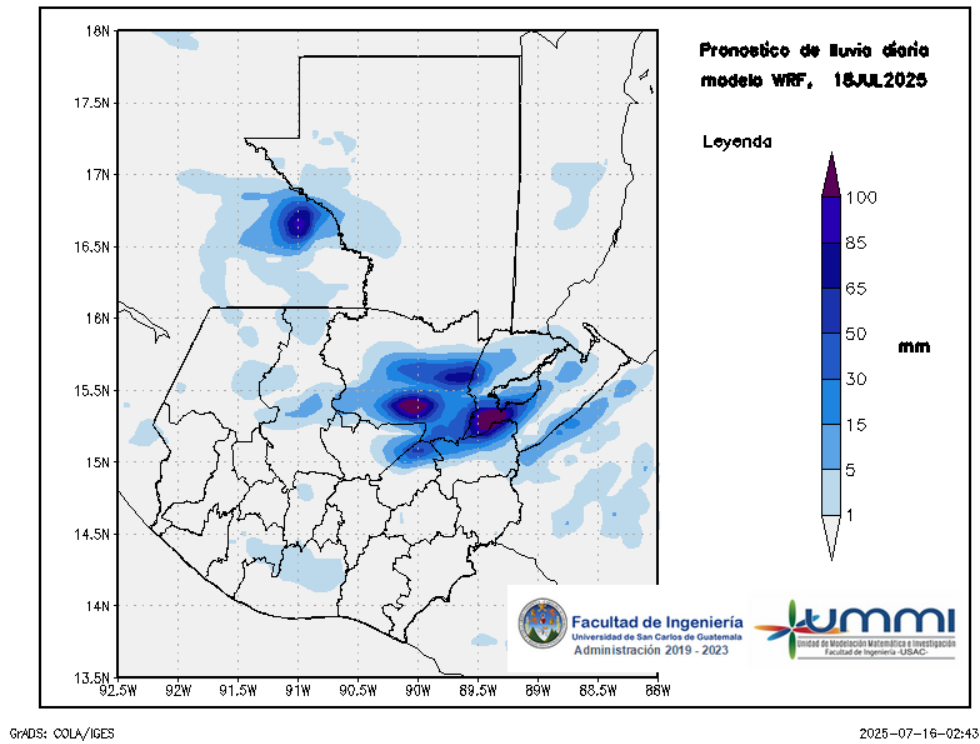 Pronostico de lluvia diaria
modelo WRF, 18JUL2025
Leyenda
100
85
65
50
30
15
5
1
mm
18N
17.5N
17N
16.5N
16N
15.5N
15N
14.5N
14N
13.5N
92.5W 92W 91.5W 91W 90.5W 90W 89.5W 89W 88.5W 88W
Facultad de Ingeniería
Universidad de San Carlos de Guatemala
Administración 2019 - 2023
ummi
Unidad de Modelación Matemática e Investigación
Facultad de Ingeniería -USAC-
GrADS: COLA/IGES
2025-07-16-02:43